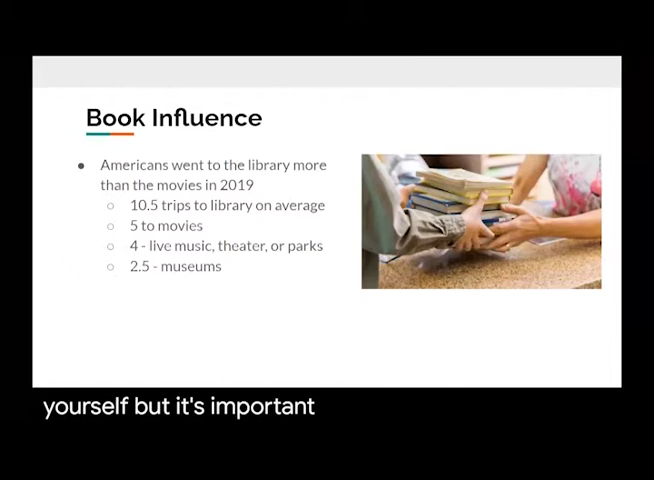 Book Influence
● Americans went to the library more
than the movies in 2019
○ 10.5 trips to library on average
○ 5 to movies
○ 4 - live music, theater, or parks
○ 2.5 - museums
yourself but it's important